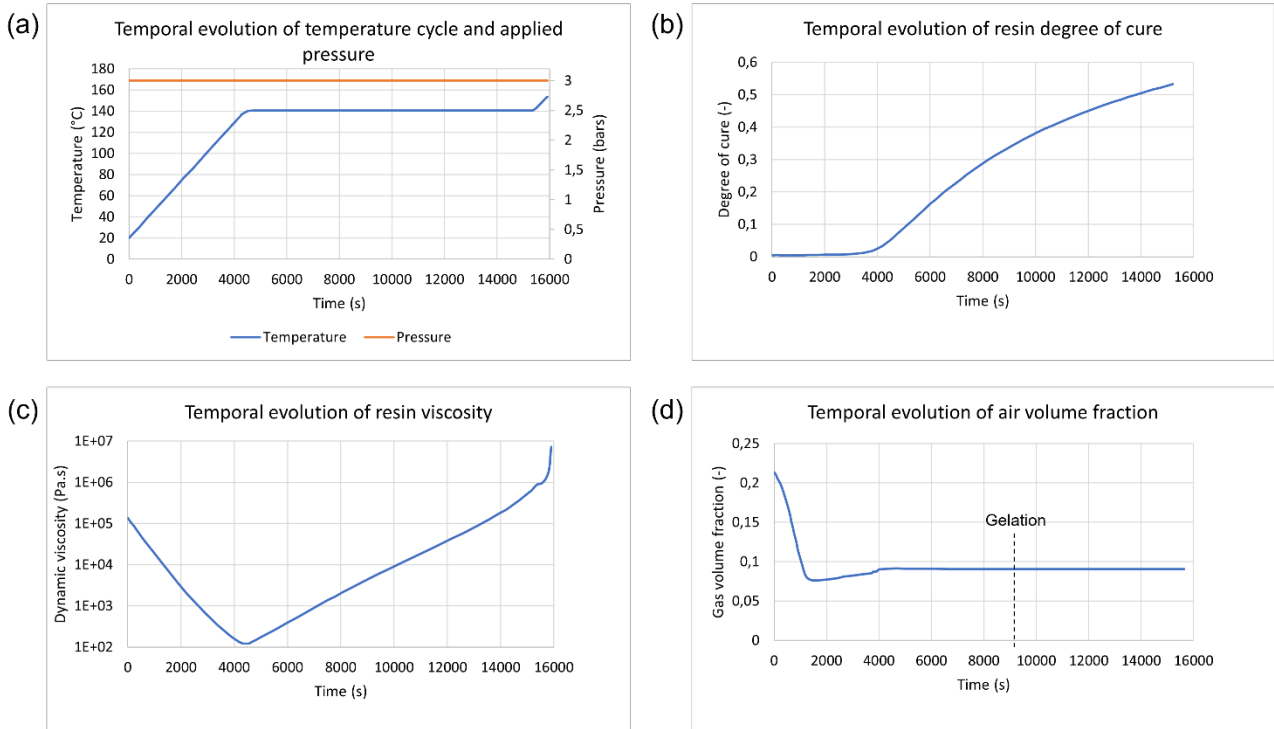 (a)
Temporal evolution of temperature cycle and applied
pressure
180
160
140
120
100
80
60
40
20
0
Temperature (°C)
3
2,5
2
1,5
1
0,5
0
Pressure (bars)
0 2000 4000 6000 8000 10000 12000 14000 16000
Time (s)
Temperature Pressure
(b)
Temporal evolution of resin degree of cure
0,6
0,5
0,4
0,3
0,2
0,1
0
Degree of cure (-)
0 2000 4000 6000 8000 10000 12000 14000 16000
Time (s)
(c)
Temporal evolution of resin viscosity
1E+07
1E+06
1E+05
1E+04
1E+03
1E+02
Dynamic viscosity (Pa.s)
0 2000 4000 6000 8000 10000 12000 14000 16000
Time (s)
(d)
Temporal evolution of air volume fraction
0,25
0,2
0,15
0,1
0,05
0
Gas volume fraction (-)
Gelation
0 2000 4000 6000 8000 10000 12000 14000 16000
Time (s)